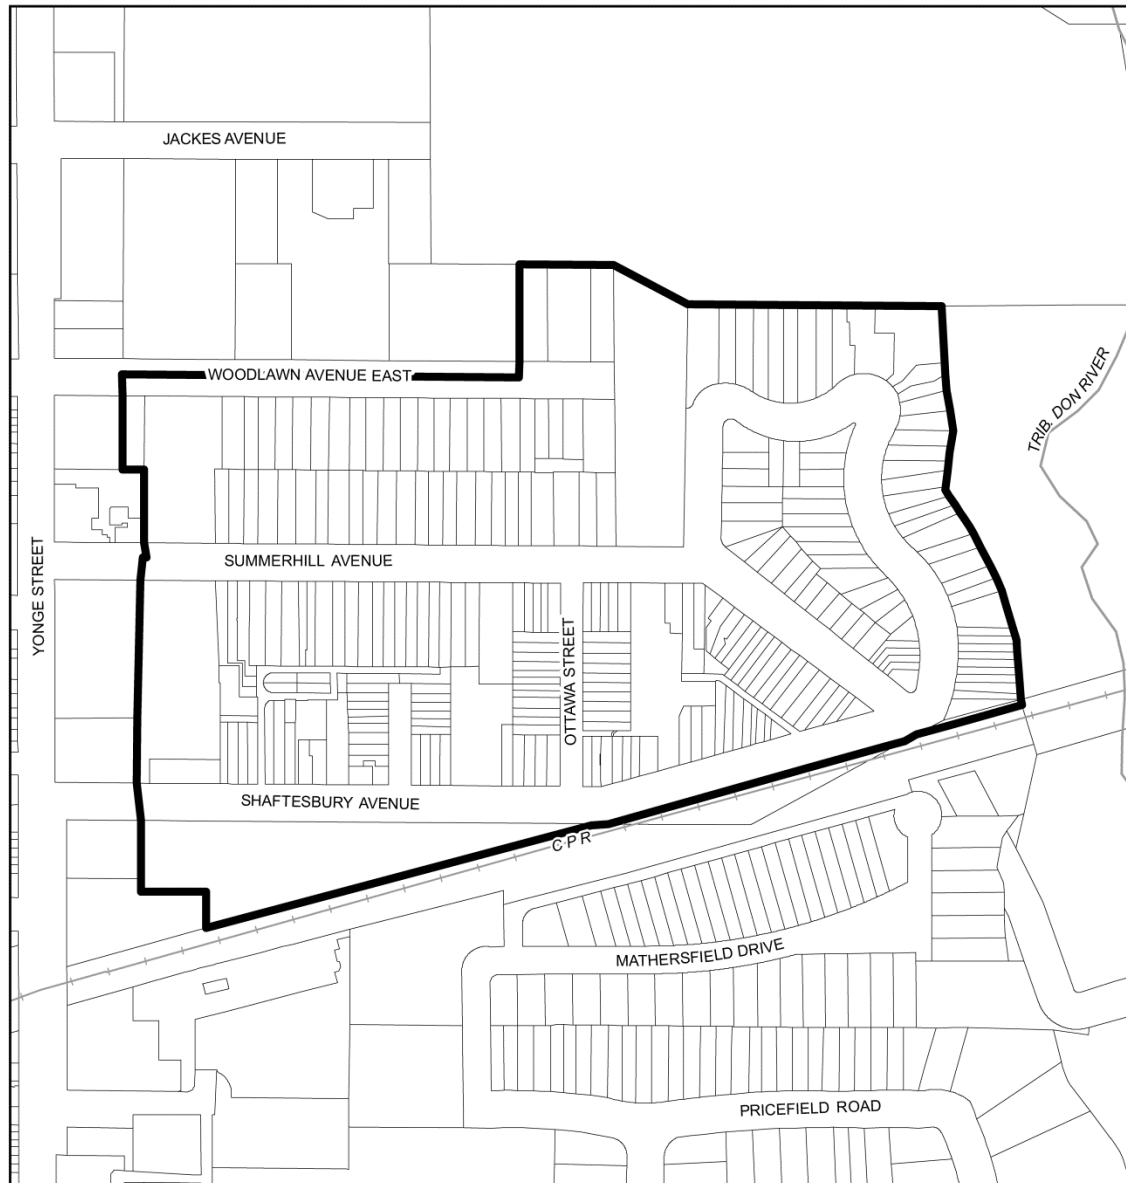 JACKES AVENUE
WOODLAWN AVENUE EAST
TRIB. DON RIVER
SUMMERHILL AVENUE
YONGE STREET
OTTAWA STREET
SHAFTESBURY AVENUE
CPR
MATHERSFIELD DRIVE
PRICEFIELD ROAD